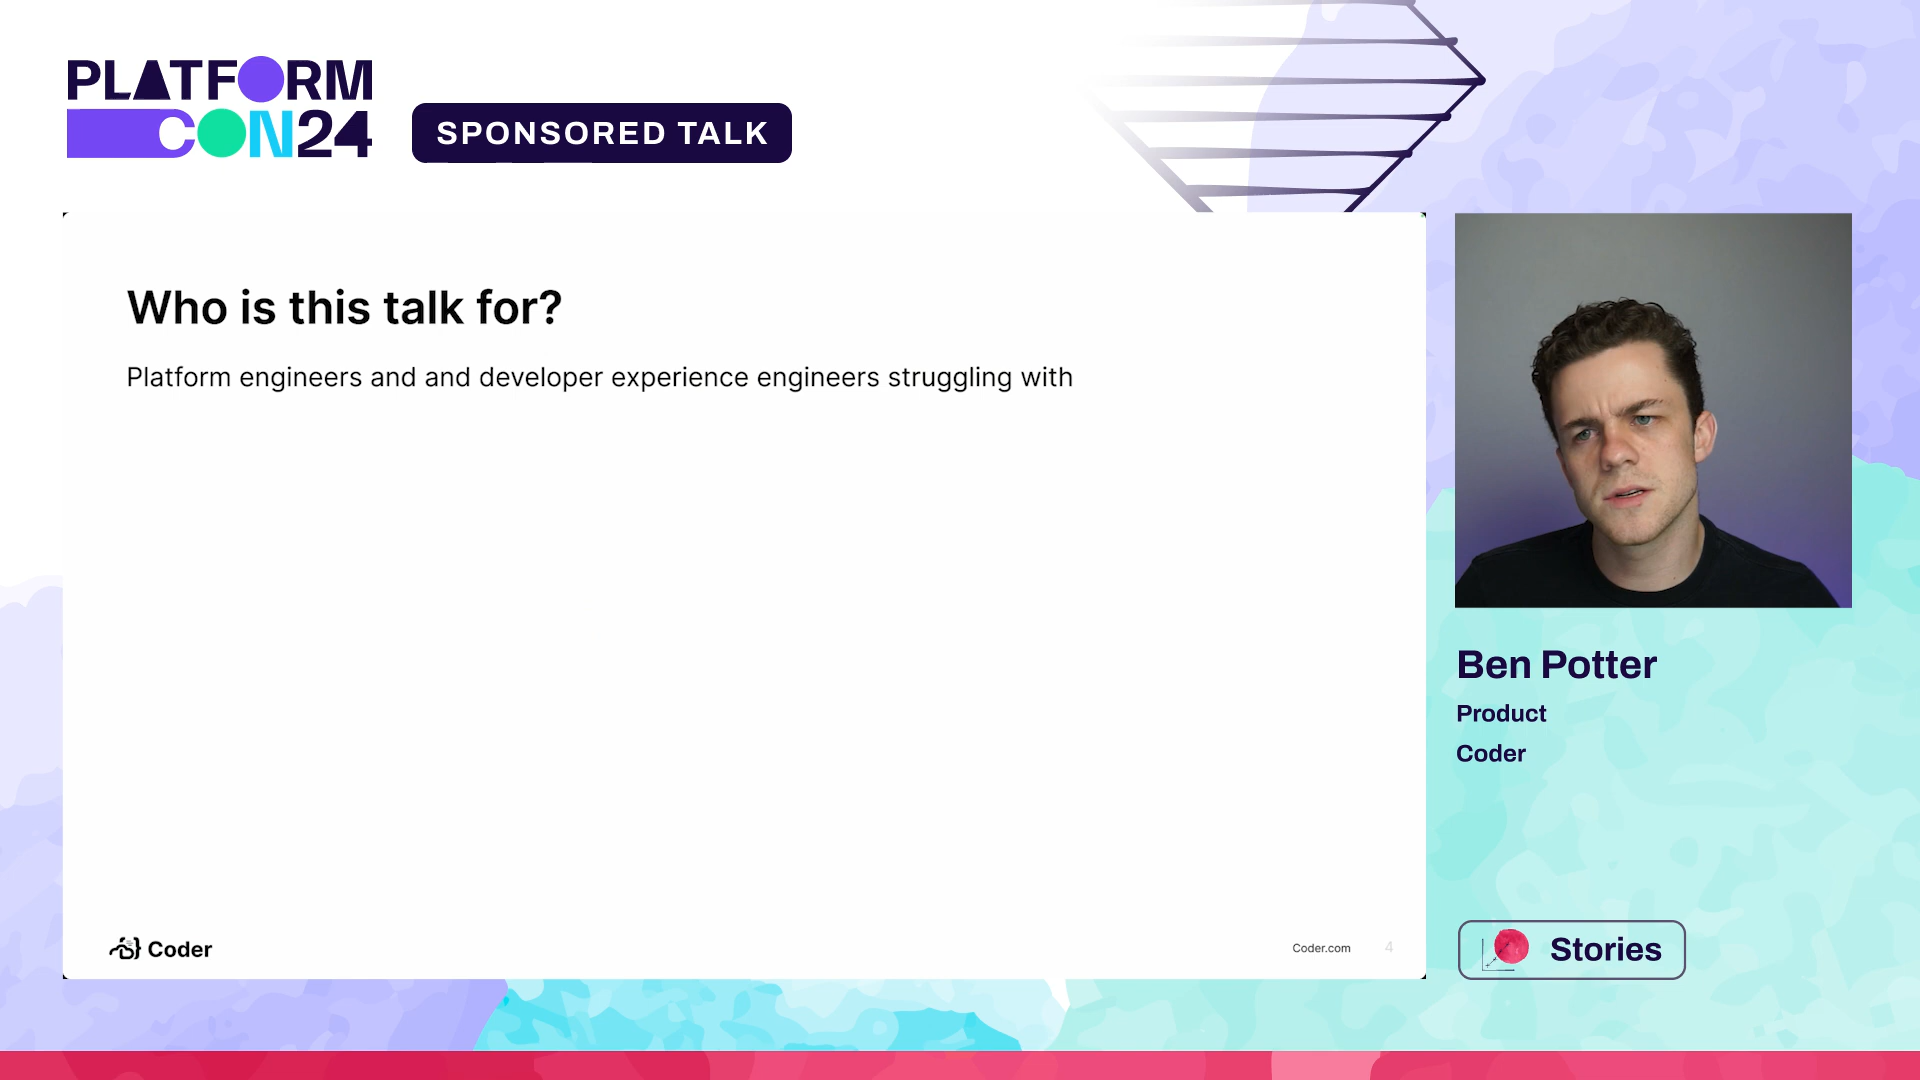 PLATFORM
CON24
SPONSORED TALK
Who is this talk for?
Platform engineers and and developer experience engineers struggling with
Coder
Coder.com
4
Ben Potter
Product
Coder
Stories